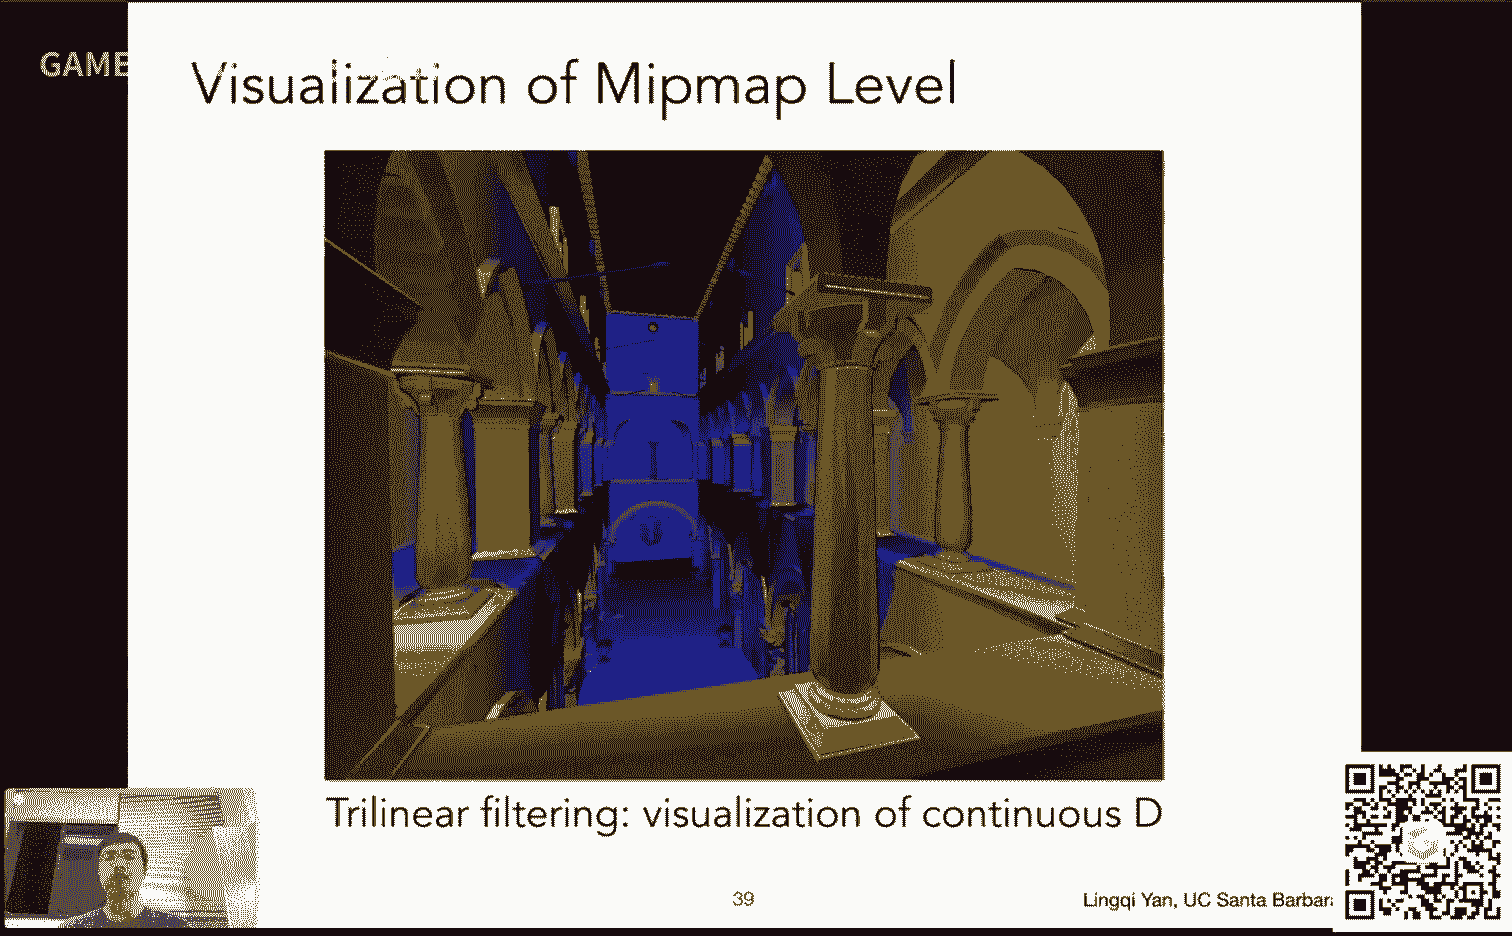 GAME
Visualization of Mipmap Level
Trilinear filtering: visualization of continuous D
39
Lingqi Yan, UC Santa Barbar